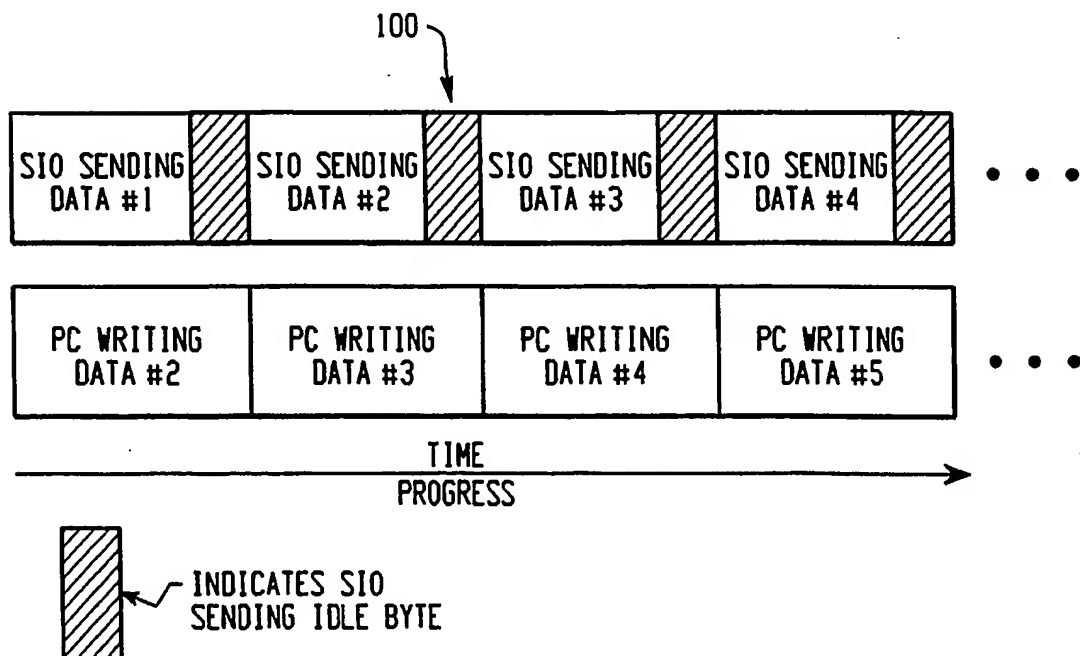 100
SIO SENDING
DATA #1
SIO SENDING
DATA #2
SIO SENDING
DATA #3
SIO SENDING
DATA #4
PC WRITING
DATA #2
PC WRITING
DATA #3
PC WRITING
DATA #4
PC WRITING
DATA #5
TIME
PROGRESS
INDICATES SIO
SENDING IDLE BYTE